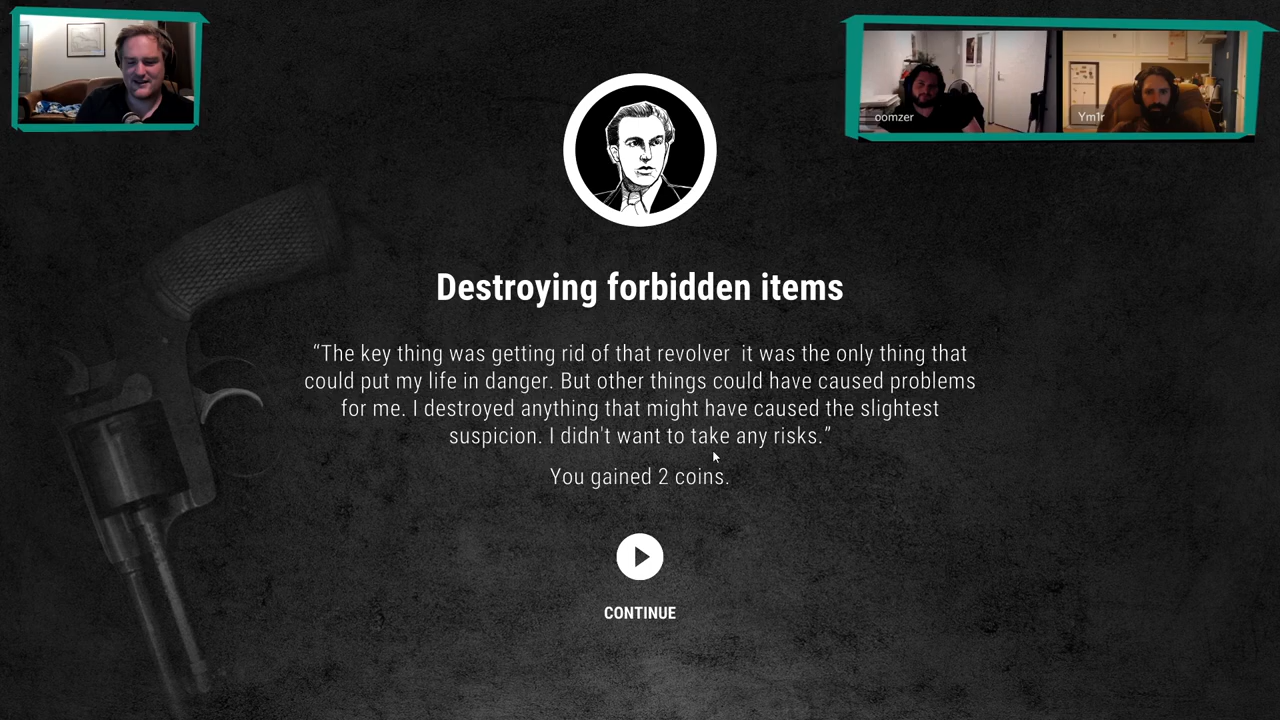 oomzer
Ym1r
Destroying forbidden items
“The key thing was getting rid of that revolver  it was the only thing that
could put my life in danger. But other things could have caused problems
for me. I destroyed anything that might have caused the slightest
suspicion. I didn't want to take any risks.”
You gained 2 coins.
CONTINUE